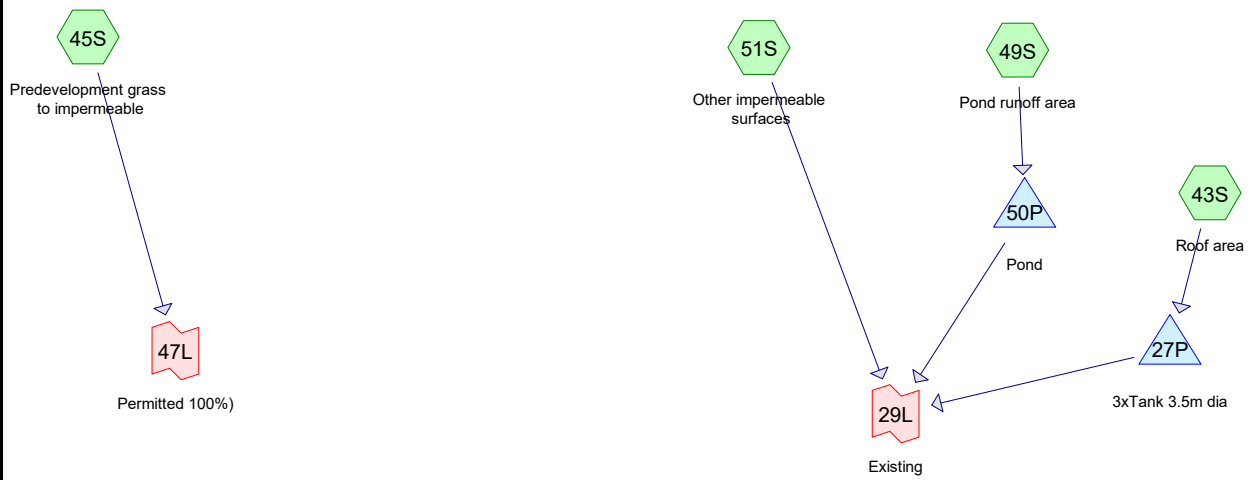 45S
Predevelopment grass
to impermeable
47L
Permitted 100%)
51S
Other impermeable
surfaces
49S
Pond runoff area
50P
Pond
43S
Roof area
27P
3xTank 3.5m dia
29L
Existing